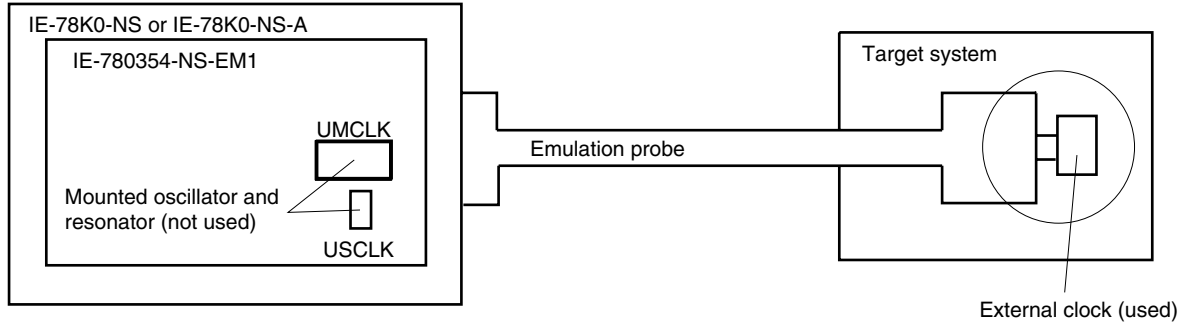 IE-78K0-NS or IE-78K0-NS-A
IE-780354-NS-EM1
Target system
UMCLK
Emulation probe
Mounted oscillator and
resonator (not used)
USCLK
External clock (used)